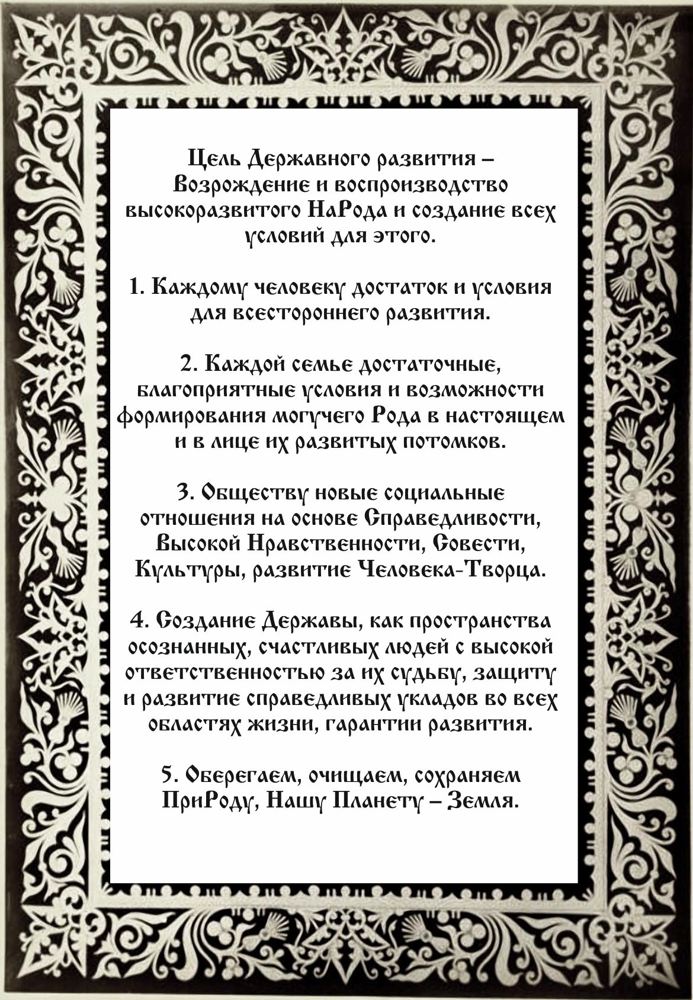 Цель Державного развития –
Возрождение и воспроизводство
высокоразвитого НаРода и создание всех
условий для этого.
1. Каждому человеку достаток и условия
для всестороннего развития.
2. Каждой семье достаточные,
благоприятные условия и возможности
формирования могучего Рода в настоящем
и в лице их развитых потомков.
3. Обществу новые социальные
отношения на основе Справедливости,
Высокой Нравственности, Совести,
Культуры, развитие Человека-Творца.
4. Создание Державы, как пространства
осознанных, счастливых людей с высокой
ответственностью за их судьбу, защиту
и развитие справедливых укладов во всех
областях жизни, гарантии развития.
5. Оберегаем, очищаем, сохраняем
ПриРоду, Нашу Планету – Земля.